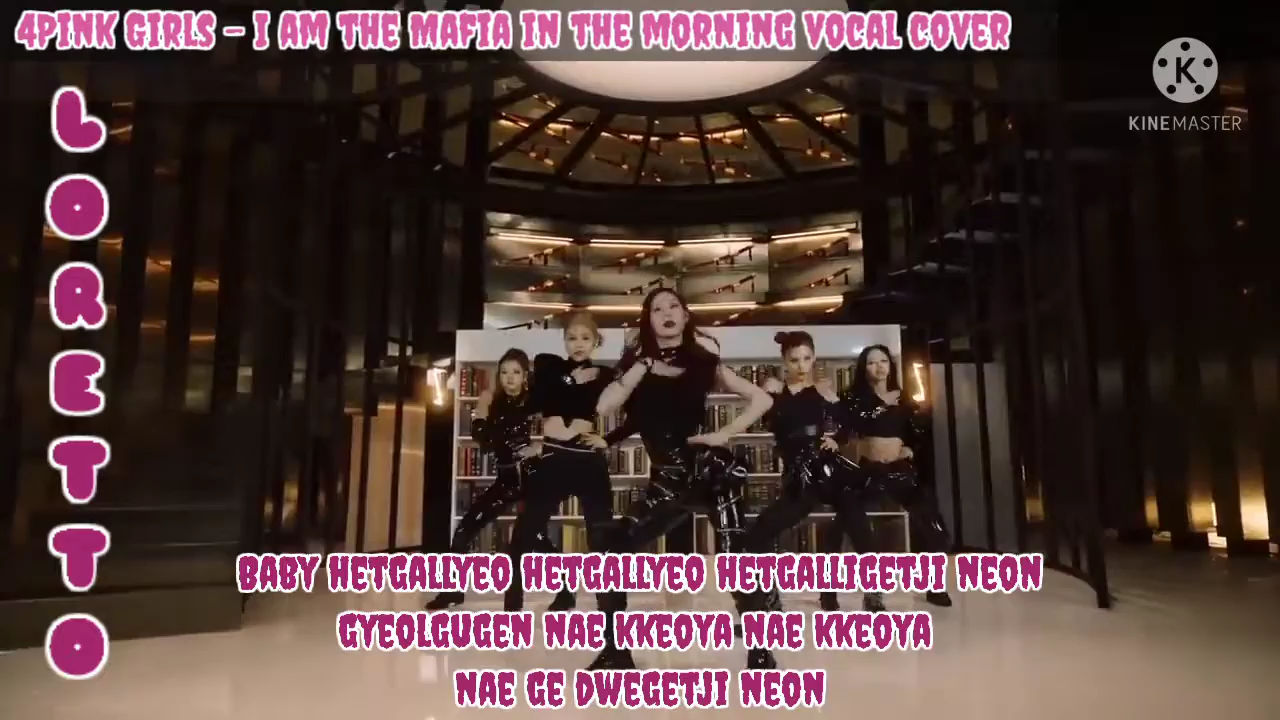 4PINK GIRLS - I AM THE MAFIA IN THE MORNING VOCAL COVER
K
KINEMASTER
LORETTO
BABY HETGALLYEO HETGALLYEO HETGALLIGETJI NEON
GYEOLGUGEN NAE KKEOYA NAE KKEOYA
NAE GE DWEGETJI NEON